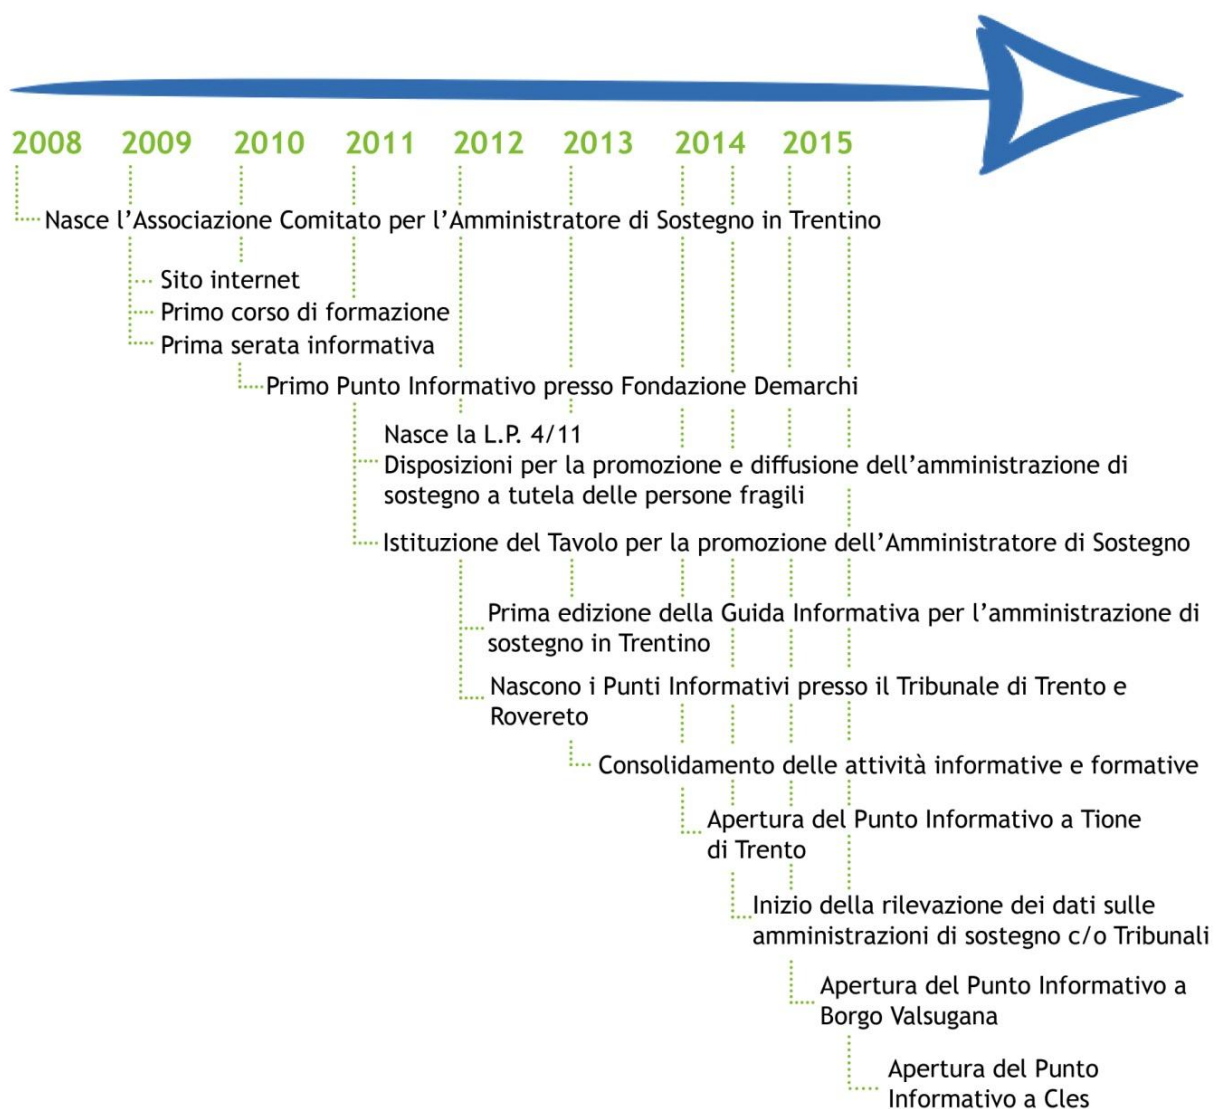 2008 2009 2010 2011 2012 2013 2014 2015
Nasce l’Associazione Comitato per l’Amministratore di Sostegno in Trentino
Sito internet
Primo corso di formazione
Prima serata informativa
Primo Punto Informativo presso Fondazione Demarchi
Nasce la L.P. 4/11
Disposizioni per la promozione e diffusione dell’amministrazione di
sostegno a tutela delle persone fragili
Istituzione del Tavolo per la promozione dell’Amministratore di Sostegno
Prima edizione della Guida Informativa per l’amministrazione di
sostegno in Trentino
Nascono i Punti Informativi presso il Tribunale di Trento e
Rovereto
Consolidamento delle attività informative e formative
Apertura del Punto Informativo a Tione
di Trento
Inizio della rilevazione dei dati sulle
amministrazioni di sostegno c/o Tribunali
Apertura del Punto Informativo a
Borgo Valsugana
Apertura del Punto
Informativo a Cles